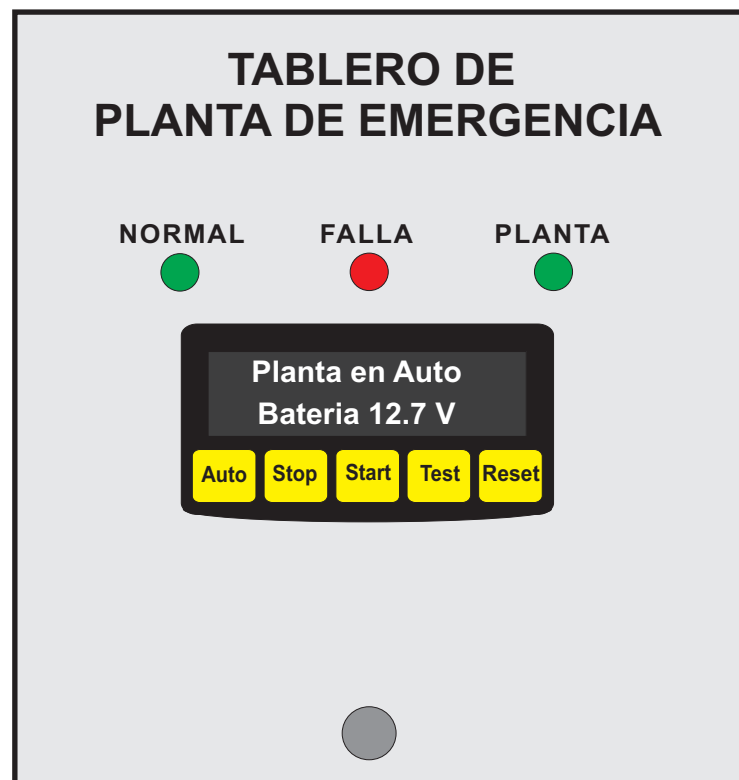 TABLERO DE
PLANTA DE EMERGENCIA
NORMAL FALLA PLANTA
Planta en Auto
Bateria 12.7 V
Auto Stop Start Test Reset